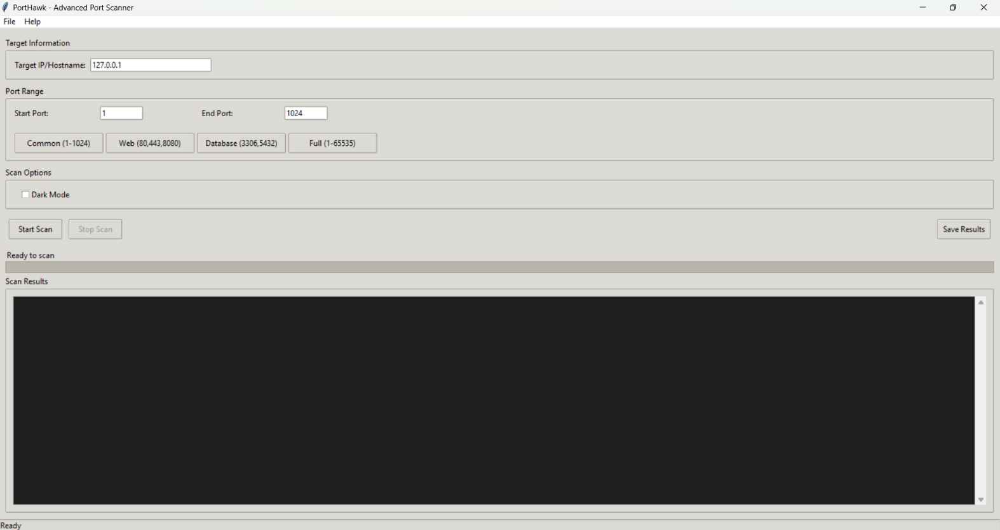 PortHawk - Advanced Port Scanner
File Help
Target Information
Target IP/Hostname: 127.0.0.1
Port Range
Start Port: 1 End Port: 1024
Common (1-1024) Web (80,443,8080) Database (3306,5432) Full (1-65535)
Scan Options
Dark Mode
Start Scan Stop Scan Save Results
Ready to scan
Scan Results
Ready